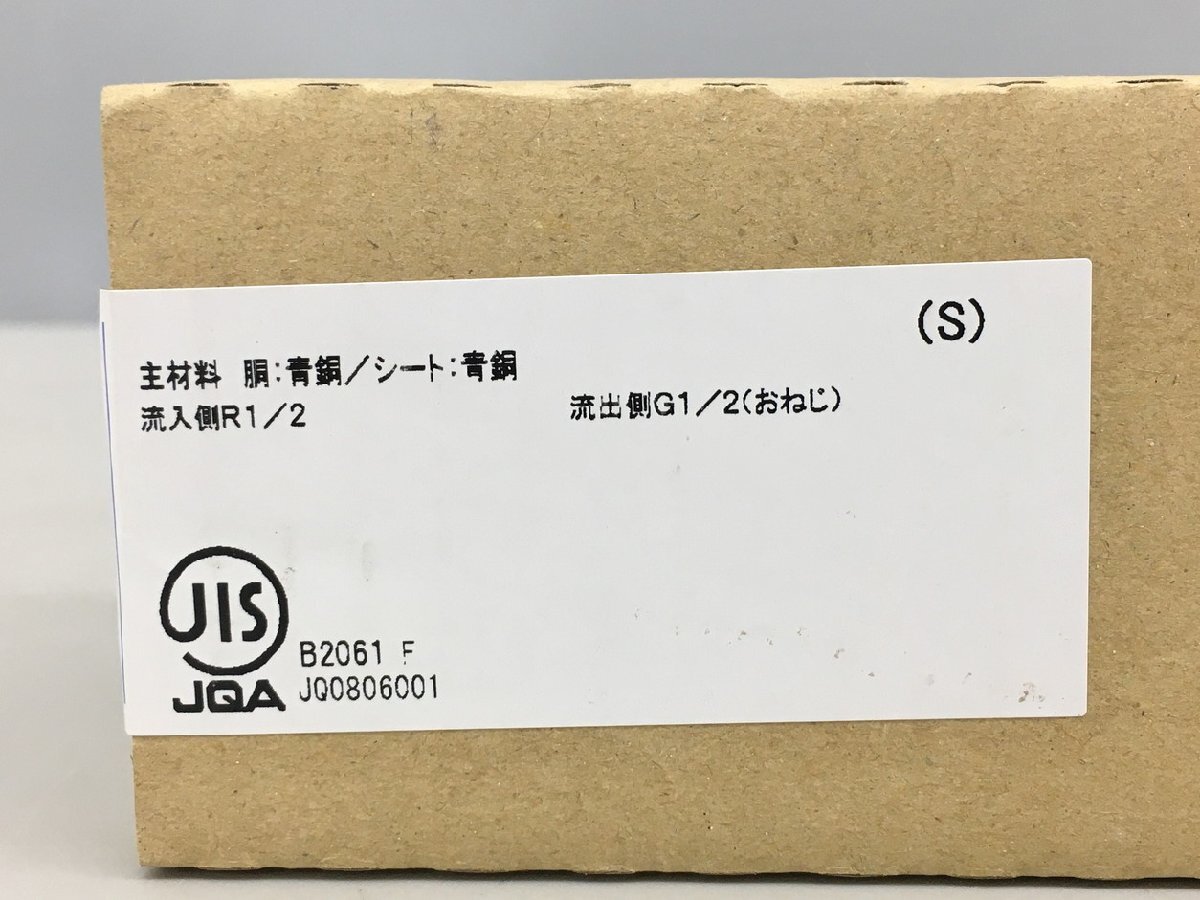 (S)
主材料 胴:青銅/シート:青銅
流入側R1/2 流出側G1/2(おねじ)
JIS
B2061 F
JQA JQ0806001